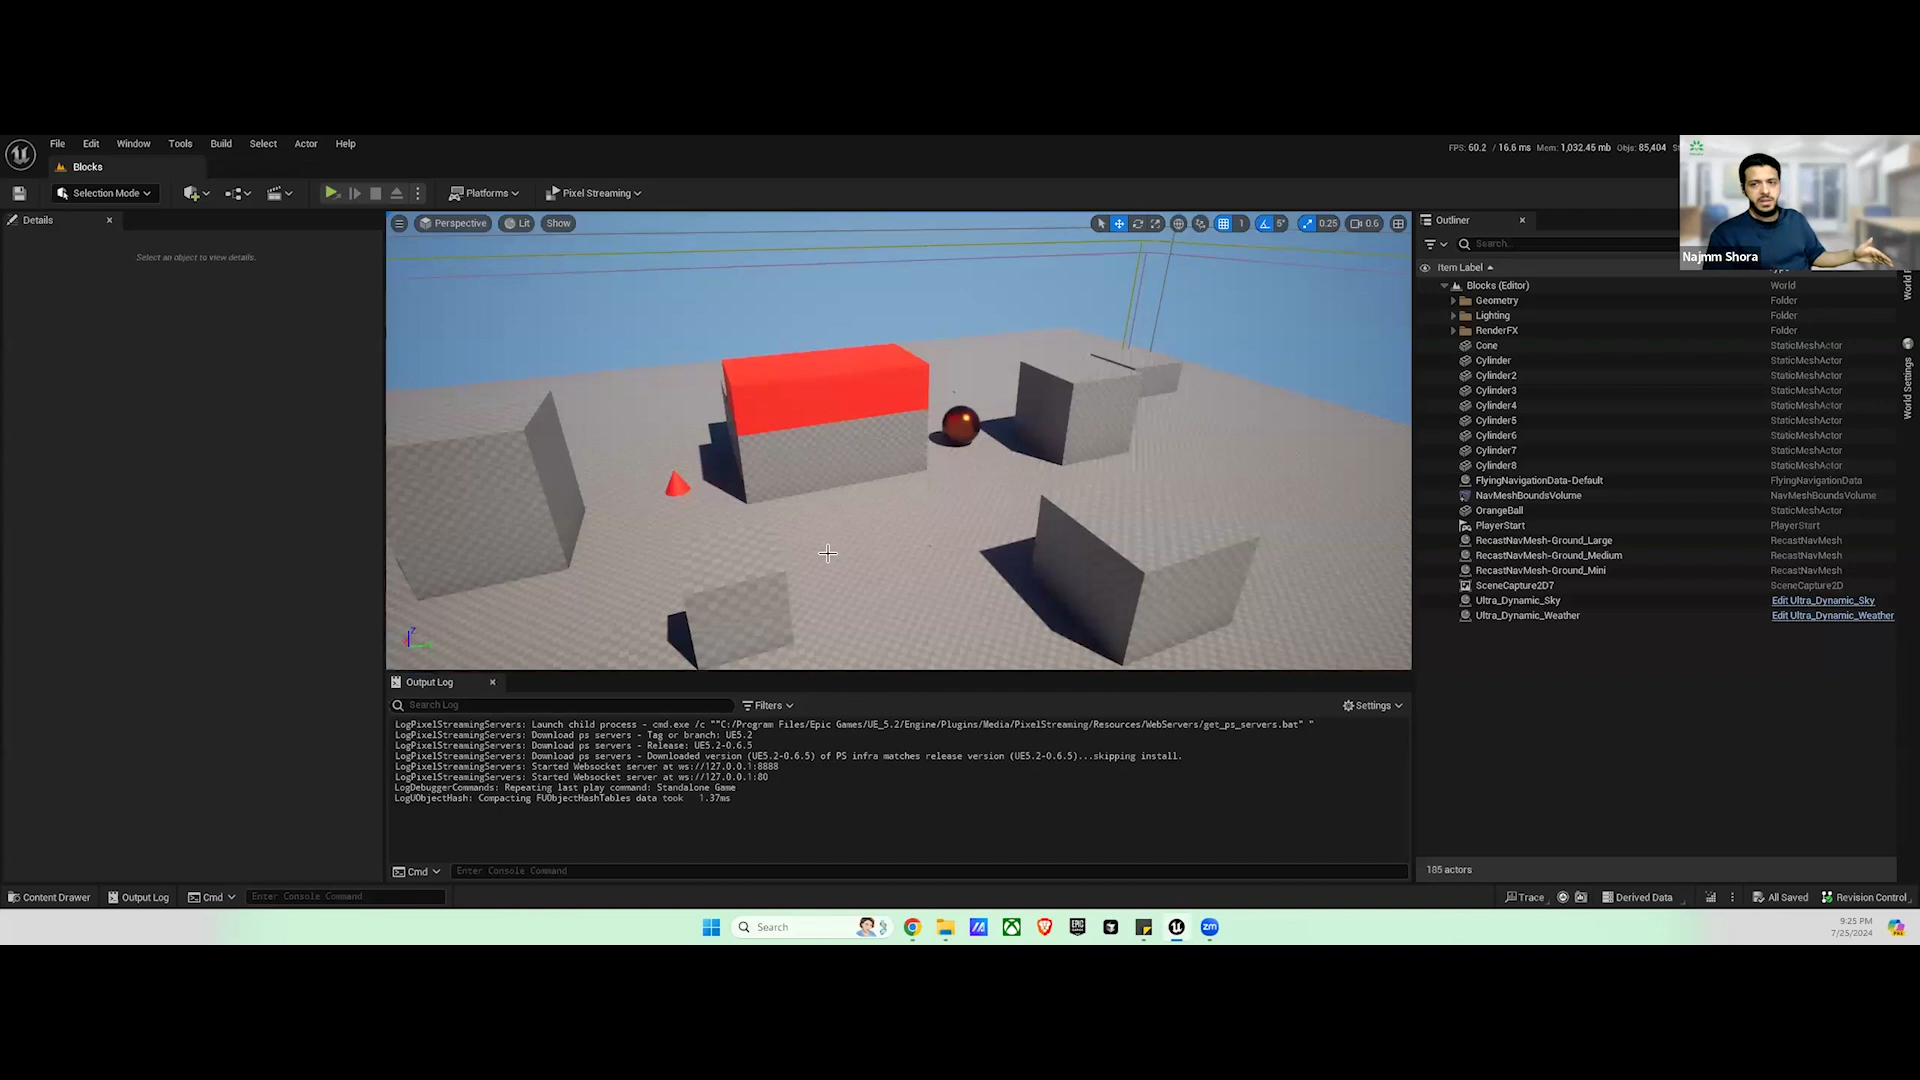 File Edit Window Tools Build Select Actor Help
FPS: 60.2 / 16.6 ms Mem: 1,032.45 mb Objs: 85,404
Blocks
Selection Mode Platforms Pixel Streaming
Details
Select an object to view details.
Perspective Lit Show
1 5° 0.25 0.6
Outliner
Search...
Najmm Shora
Item Label
Blocks (Editor) World
Geometry Folder
Lighting Folder
RenderFX Folder
Cone StaticMeshActor
Cylinder StaticMeshActor
Cylinder2 StaticMeshActor
Cylinder3 StaticMeshActor
Cylinder4 StaticMeshActor
Cylinder5 StaticMeshActor
Cylinder6 StaticMeshActor
Cylinder7 StaticMeshActor
Cylinder8 StaticMeshActor
FlyingNavigationData-Default FlyingNavigationData
NavMeshBoundsVolume NavMeshBoundsVolume
OrangeBall StaticMeshActor
PlayerStart PlayerStart
RecastNavMesh-Ground_Large RecastNavMesh
RecastNavMesh-Ground_Medium RecastNavMesh
RecastNavMesh-Ground_Mini RecastNavMesh
SceneCapture2D7 SceneCapture2D
Ultra_Dynamic_Sky Edit Ultra_Dynamic_Sky
Ultra_Dynamic_Weather Edit Ultra_Dynamic_Weather
World Settings
185 actors
Output Log
Search Log Filters Settings
LogPixelStreamingServers: Launch child process - cmd.exe /c ""C:/Program Files/Epic Games/UE_5.2/Engine/Plugins/Media/PixelStreaming/Resources/WebServers/get_ps_servers.bat" "
LogPixelStreamingServers: Download ps servers - Tag or branch: UE5.2
LogPixelStreamingServers: Download ps servers - Release: UE5.2-0.6.5
LogPixelStreamingServers: Download ps servers - Downloaded version (UE5.2-0.6.5) of PS infra matches release version (UE5.2-0.6.5)...skipping install.
LogPixelStreamingServers: Started Websocket server at ws://127.0.0.1:8888
LogPixelStreamingServers: Started Websocket server at ws://127.0.0.1:80
LogDebuggerCommands: Repeating last play command: Standalone Game
LogUObjectHash: Compacting FUObjectHashTables data took 1.37ms
Cmd Enter Console Command
Content Drawer Output Log Cmd Enter Console Command
Trace Derived Data All Saved Revision Control
Search
EPIC
zm
9:25 PM
7/25/2024